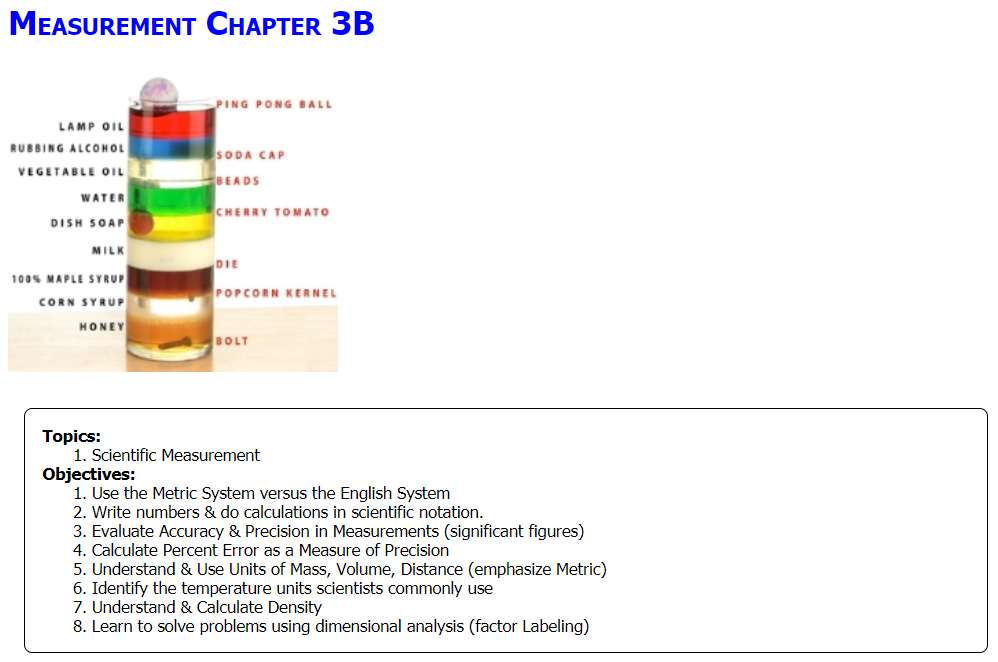 Measurement Chapter 3B
PING PONG BALL
LAMP OIL
RUBBING ALCOHOL
SODA CAP
VEGETABLE OIL
BEADS
WATER
CHERRY TOMATO
DISH SOAP
MILK
DIE
100% MAPLE SYRUP
POPCORN KERNEL
CORN SYRUP
HONEY
BOLT
Topics:
1. Scientific Measurement
Objectives:
1. Use the Metric System versus the English System
2. Write numbers & do calculations in scientific notation.
3. Evaluate Accuracy & Precision in Measurements (significant figures)
4. Calculate Percent Error as a Measure of Precision
5. Understand & Use Units of Mass, Volume, Distance (emphasize Metric)
6. Identify the temperature units scientists commonly use
7. Understand & Calculate Density
8. Learn to solve problems using dimensional analysis (factor Labeling)